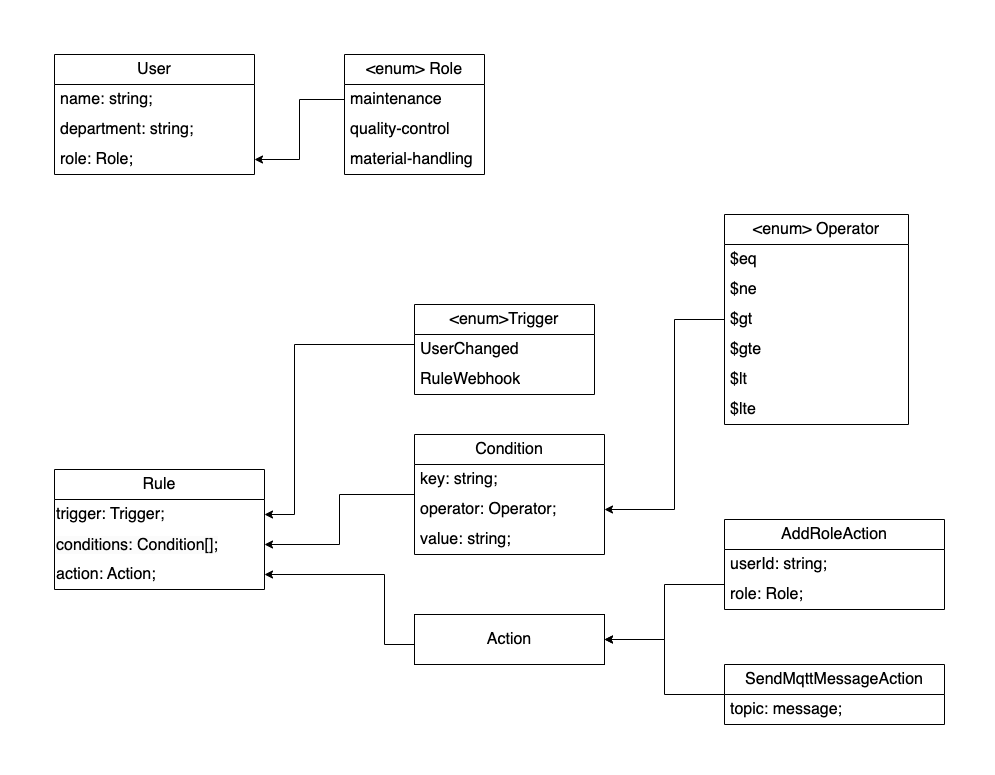 User
name: string;
department: string;
role: Role;
<enum> Role
maintenance
quality-control
material-handling
<enum> Operator
$eq
$ne
$gt
$gte
$lt
$lte
<enum>Trigger
UserChanged
RuleWebhook
Condition
key: string;
operator: Operator;
value: string;
Rule
trigger: Trigger;
conditions: Condition[];
action: Action;
Action
AddRoleAction
userId: string;
role: Role;
SendMqttMessageAction
topic: message;